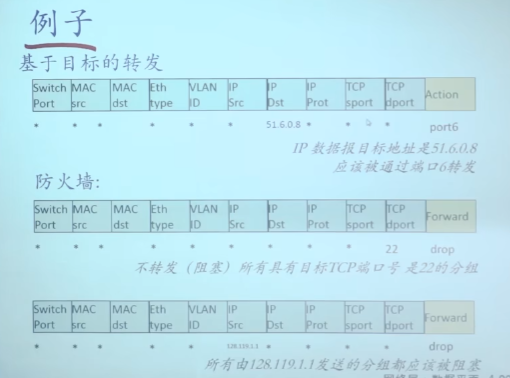 例子
基于目标的转发
Switch Port MAC src MAC dst Eth type VLAN ID IP Src IP Dst IP Prot TCP sport TCP dport Action
* * * * * * 51.6.0.8 * * * port6
IP 数据报目标地址是51.6.0.8
应该被通过端口6转发
防火墙:
Switch Port MAC src MAC dst Eth type VLAN ID IP Src IP Dst IP Prot TCP sport TCP dport Forward
* * * * * * * * * 22 drop
不转发（阻塞）所有具有目标TCP端口号 是22的分组
Switch Port MAC src MAC dst Eth type VLAN ID IP Src IP Dst IP Prot TCP sport TCP dport Forward
* * * * * 128.119.1.1 * * * * drop
所有由128.119.1.1发送的分组都应该被阻塞